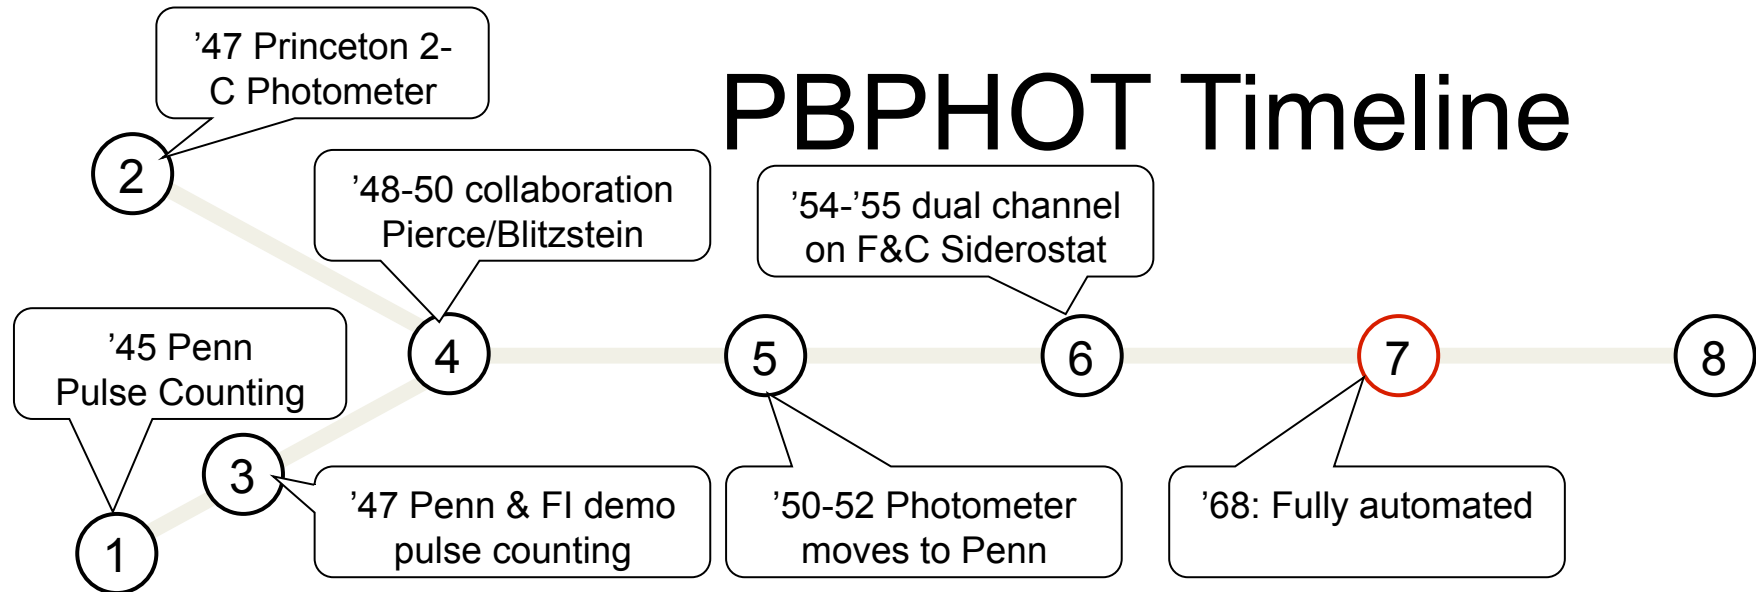 ’47 Princeton 2-
C Photometer
PBPHOT Timeline
2
’48-50 collaboration
Pierce/Blitzstein
’54-’55 dual channel
on F&C Siderostat
’45 Penn
Pulse Counting
4
5
6
7
8
3
’47 Penn & FI demo
pulse counting
’50-52 Photometer
moves to Penn
’68: Fully automated
1